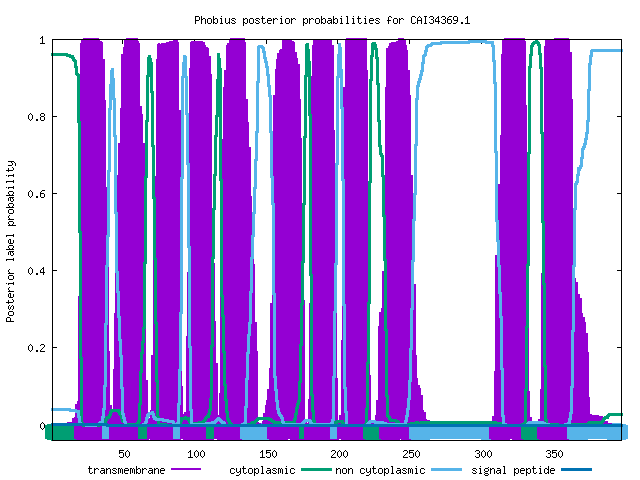 Phobius posterior probabilities for CAI34369.1
Posterior label probability
1
0.8
0.6
0.4
0.2
0
50 100 150 200 250 300 350
transmembrane cytoplasmic non cytoplasmic signal peptide